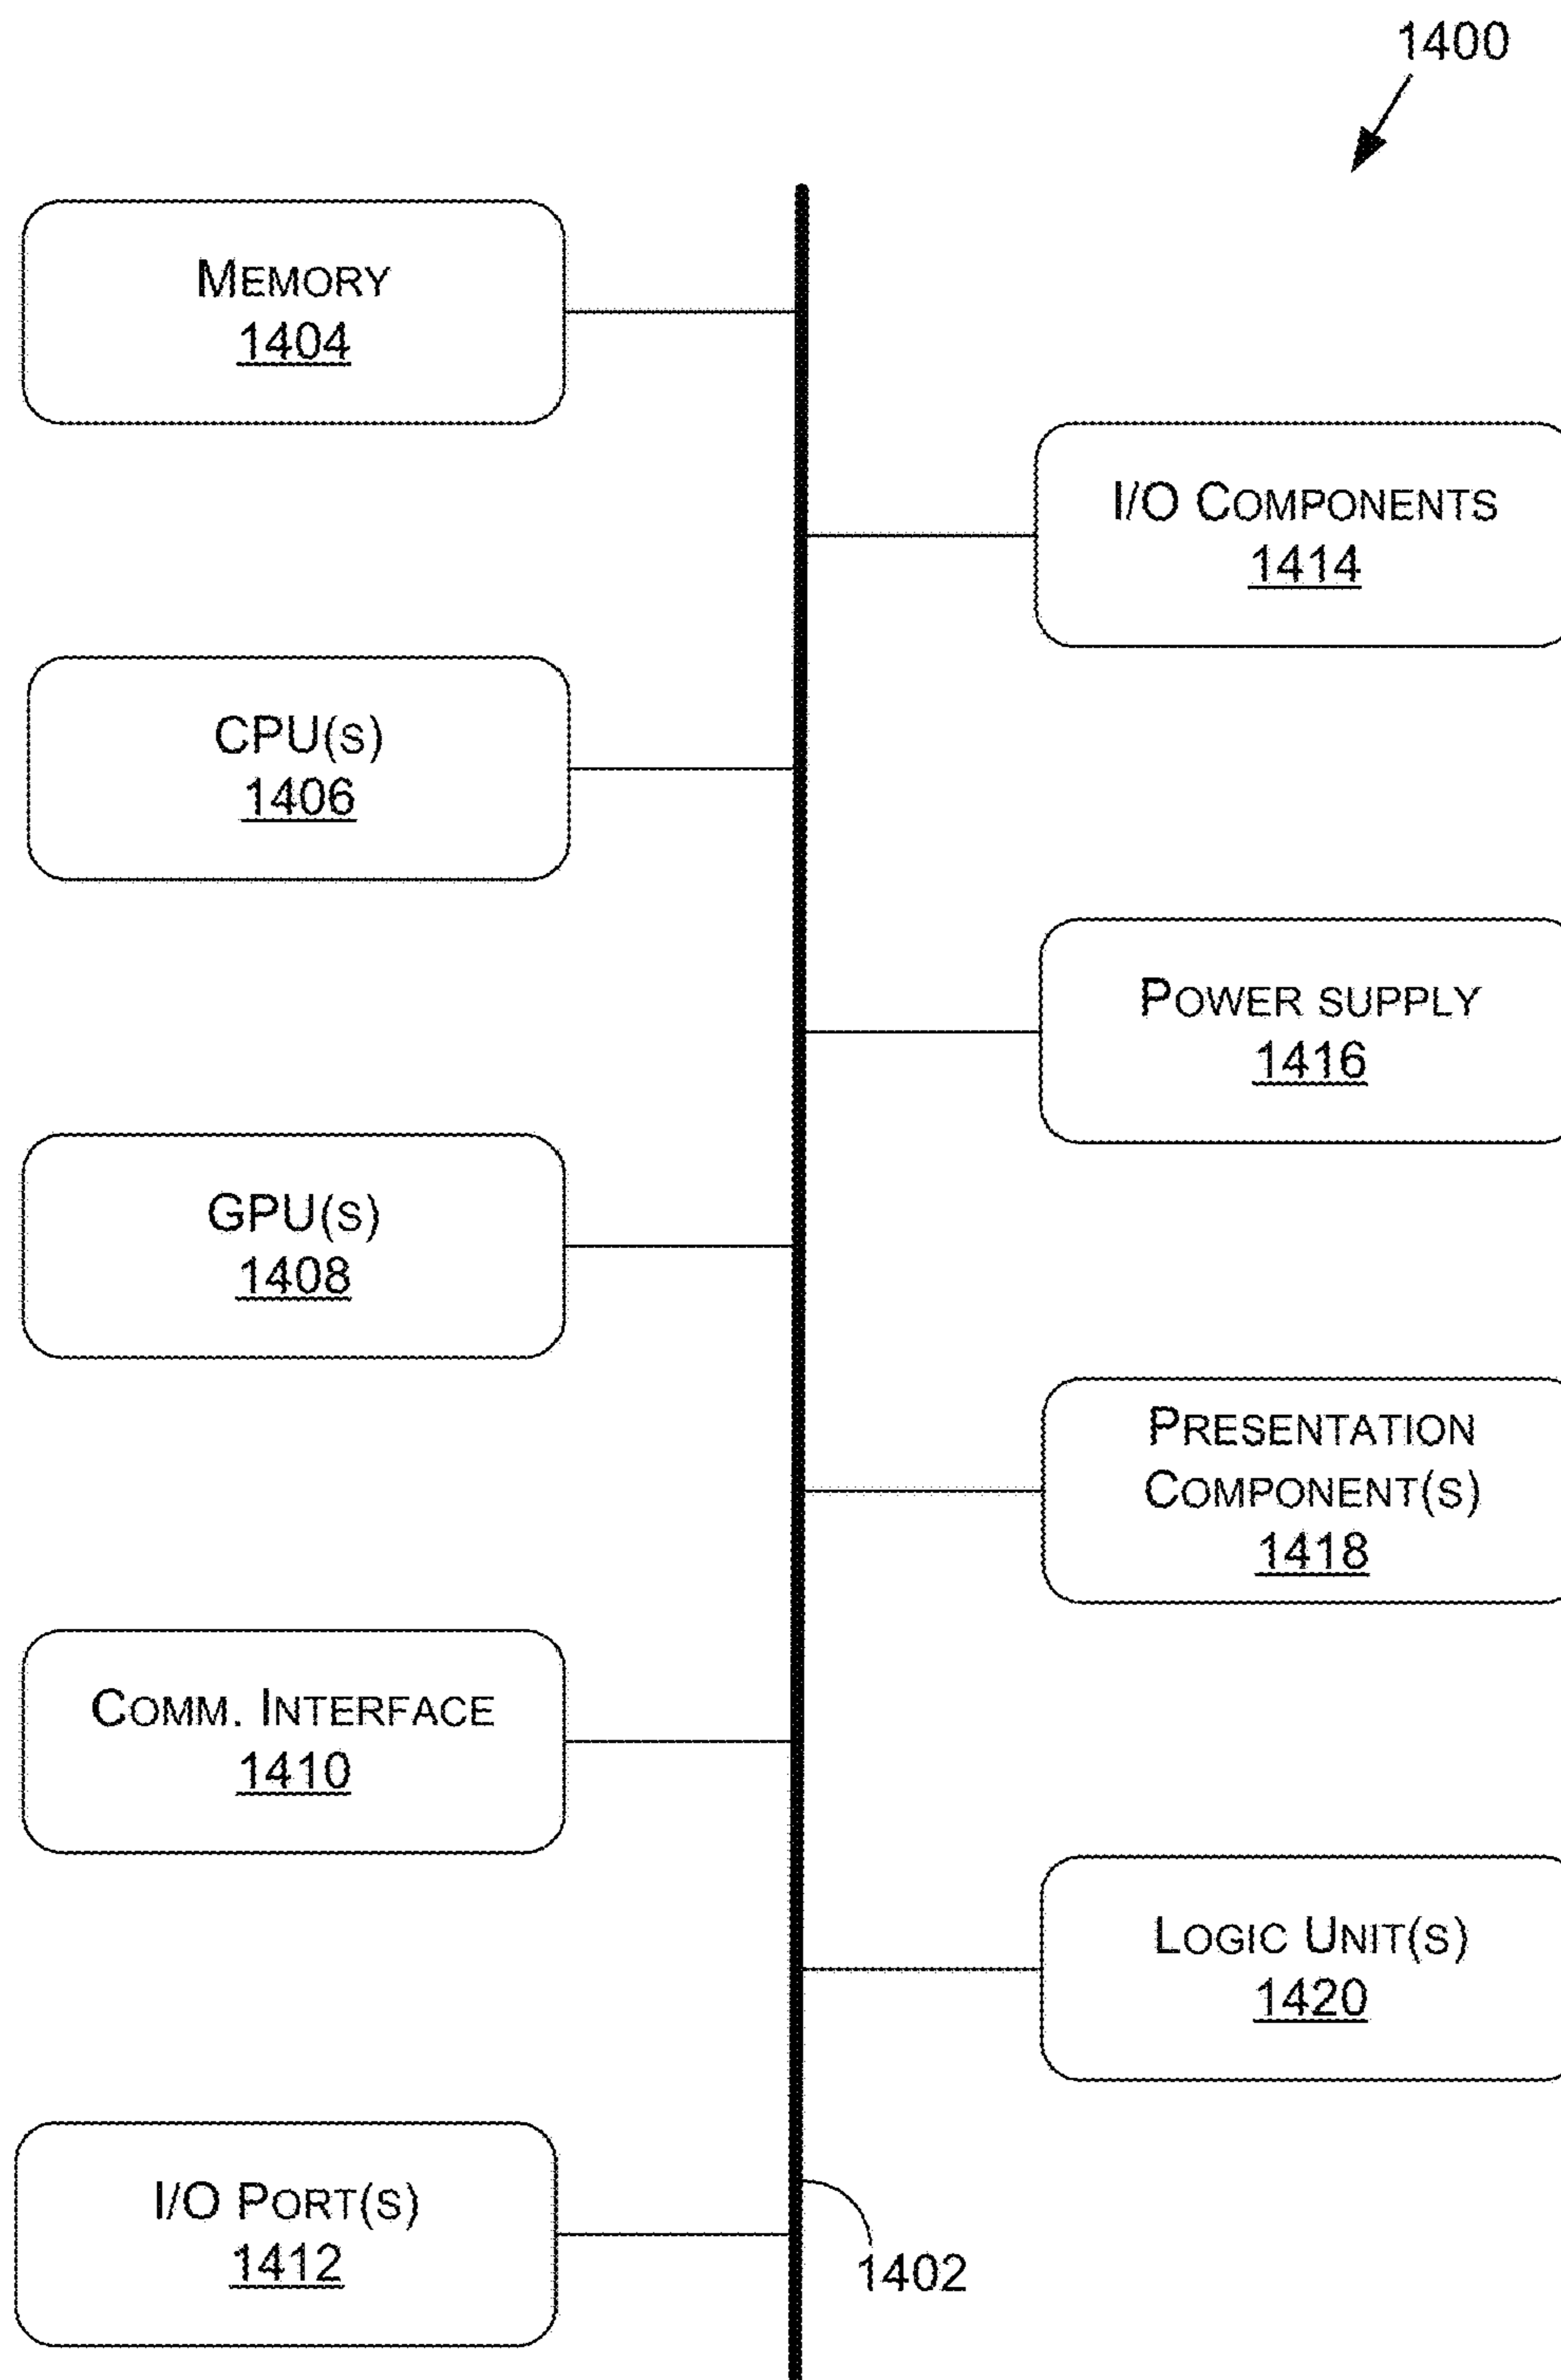 1400
MEMORY
1404
I/O COMPONENTS
1414
CPU(S)
1406
POWER SUPPLY
1416
GPU(S)
1408
PRESENTATION
COMPONENT(S)
1418
COMM. INTERFACE
1410
LOGIC UNIT(S)
1420
I/O PORT(S)
1412
1402